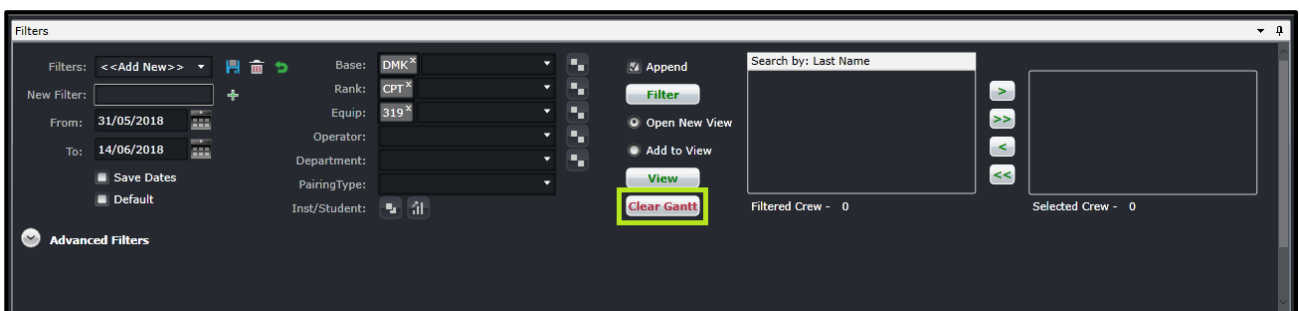 Filters
Filters: <<Add New>>
New Filter:
From: 31/05/2018
To: 14/06/2018
Save Dates
Default
Base: DMK x
Rank: CPT x
Equip: 319 x
Operator:
Department:
PairingType:
Inst/Student:
Append
Filter
Open New View
Add to View
View
Clear Gantt
Search by: Last Name
Filtered Crew - 0
>
>>
<
<<
Selected Crew - 0
Advanced Filters